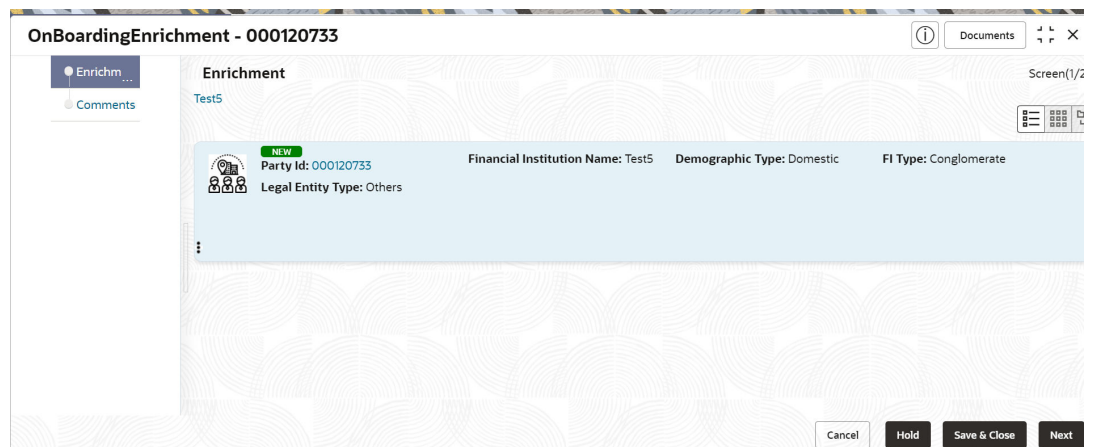 OnBoardingEnrichment - 000120733
Documents
Enrichm...
Comments
Enrichment
Screen(1/2
Test5
NEW
Party Id: 000120733
Financial Institution Name: Test5
Demographic Type: Domestic
FI Type: Conglomerate
Legal Entity Type: Others
Cancel
Hold
Save & Close
Next